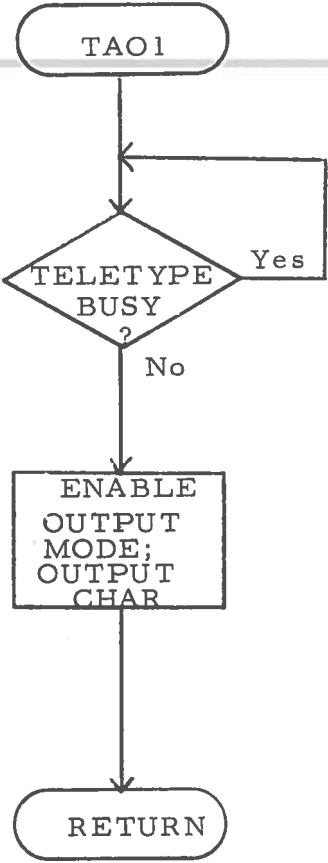 TAO1
TELETYPE
BUSY
?
Yes
No
ENABLE
OUTPUT
MODE;
OUTPUT
CHAR
RETURN